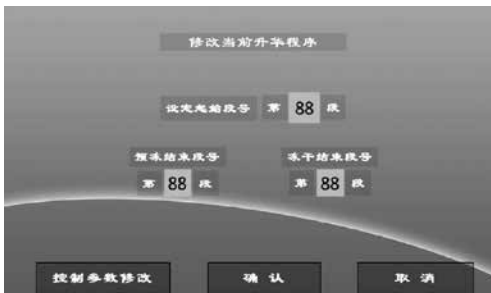 修改当前升华程序
设定起始段号 第 88 段
预冻结束段号 冻干结束段号
第 88 段 第 88 段
控制参数修改 确 认 取 消